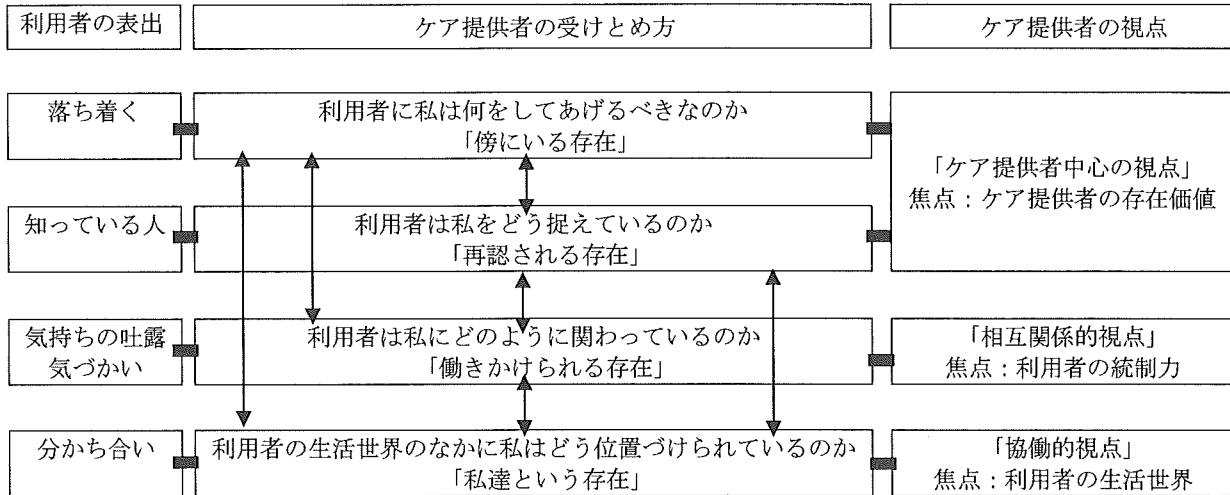 利用者の表出
ケア提供者の受けとめ方
ケア提供者の視点
落ち着く
利用者に私は何をしてあげるべきなのか
「傍にいる存在」
「ケア提供者中心の視点」
焦点：ケア提供者の存在価値
知っている人
利用者は私をどう捉えているのか
「再認される存在」
気持ちの吐露
気づかい
利用者は私にどのように関わっているのか
「働きかけられる存在」
「相互関係的視点」
焦点：利用者の統制力
分かち合い
利用者の生活世界のなかに私はどう位置づけられているのか
「私達という存在」
「協働的視点」
焦点：利用者の生活世界